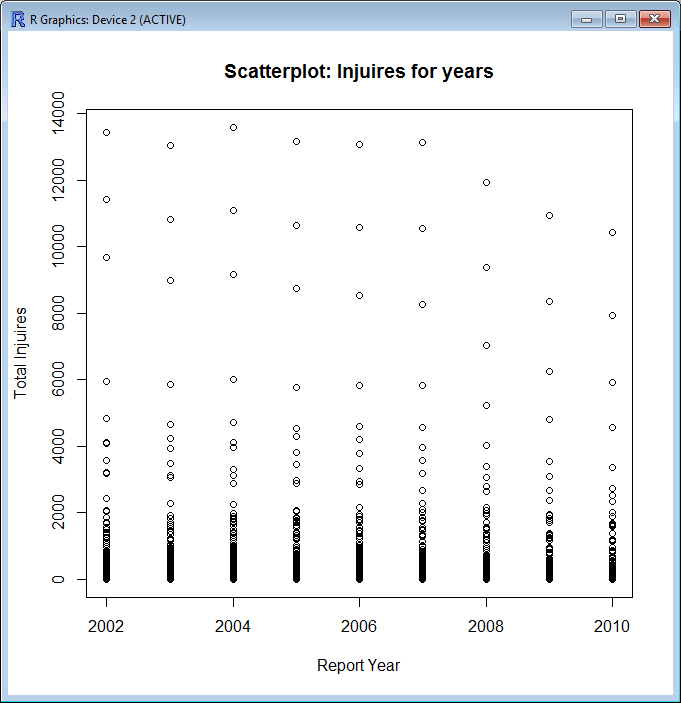 R Graphics: Device 2 (ACTIVE)
Scatterplot: Injuires for years
14000
12000
10000
8000
6000
4000
2000
0
Total Injuires
2002 2004 2006 2008 2010
Report Year